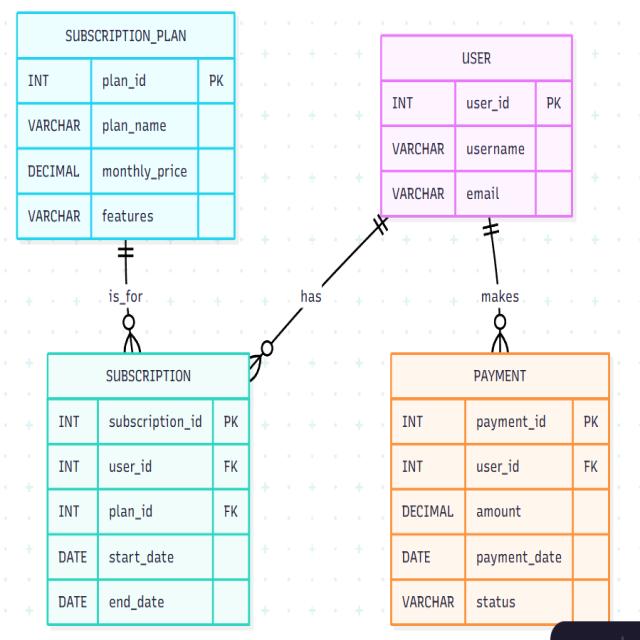 SUBSCRIPTION_PLAN
INT plan_id PK
VARCHAR plan_name
DECIMAL monthly_price
VARCHAR features
USER
INT user_id PK
VARCHAR username
VARCHAR email
is_for
has
makes
SUBSCRIPTION
INT subscription_id PK
INT user_id FK
INT plan_id FK
DATE start_date
DATE end_date
PAYMENT
INT payment_id PK
INT user_id FK
DECIMAL amount
DATE payment_date
VARCHAR status